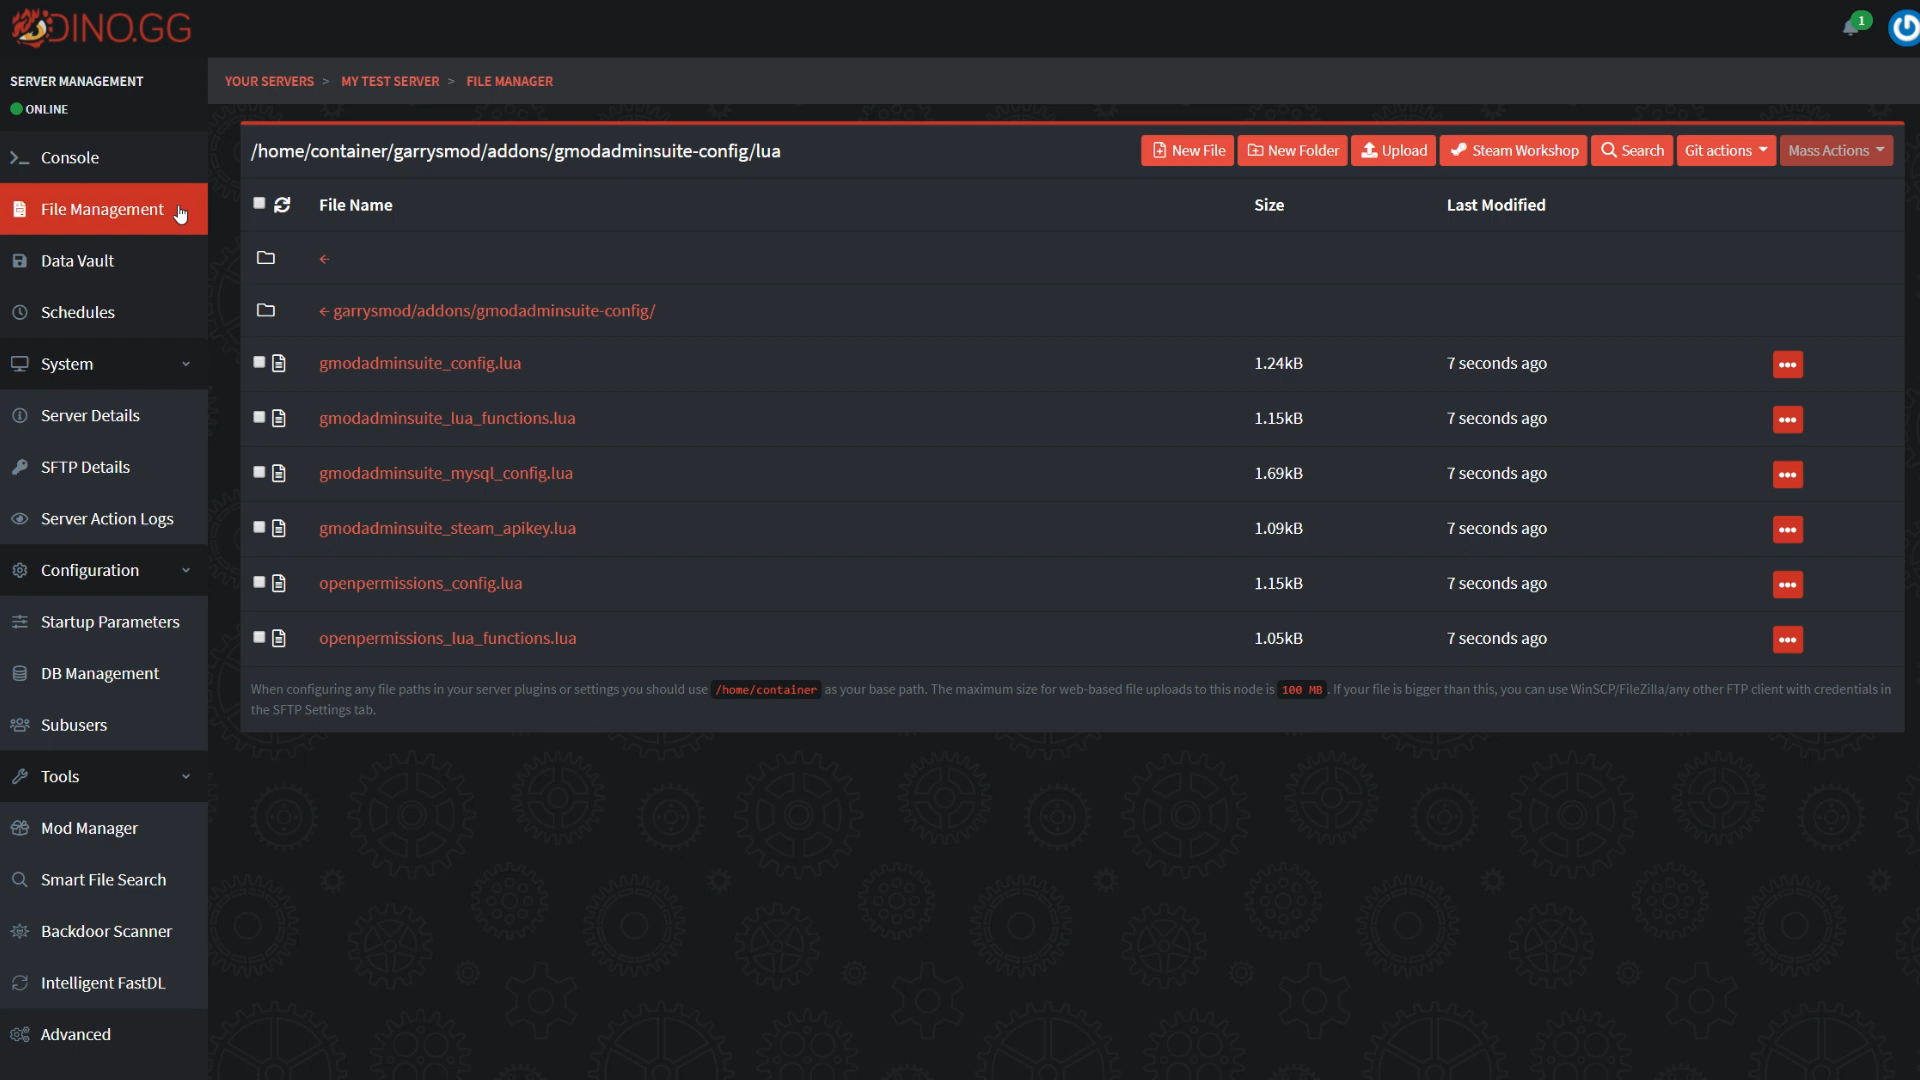 DINO.GG
1
SERVER MANAGEMENT
ONLINE
Console
File Management
Data Vault
Schedules
System
Server Details
SFTP Details
Server Action Logs
Configuration
Startup Parameters
DB Management
Subusers
Tools
Mod Manager
Smart File Search
Backdoor Scanner
Intelligent FastDL
Advanced
YOUR SERVERS > MY TEST SERVER > FILE MANAGER
/home/container/garrysmod/addons/gmodadminsuite-config/lua
New File New Folder Upload Steam Workshop Search Git actions Mass Actions
File Name Size Last Modified
←
← garrysmod/addons/gmodadminsuite-config/
gmodadminsuite_config.lua 1.24kB 7 seconds ago
gmodadminsuite_lua_functions.lua 1.15kB 7 seconds ago
gmodadminsuite_mysql_config.lua 1.69kB 7 seconds ago
gmodadminsuite_steam_apikey.lua 1.09kB 7 seconds ago
openpermissions_config.lua 1.15kB 7 seconds ago
openpermissions_lua_functions.lua 1.05kB 7 seconds ago
When configuring any file paths in your server plugins or settings you should use /home/container as your base path. The maximum size for web-based file uploads to this node is 100 MB. If your file is bigger than this, you can use WinSCP/FileZilla/any other FTP client with credentials in
the SFTP Settings tab.